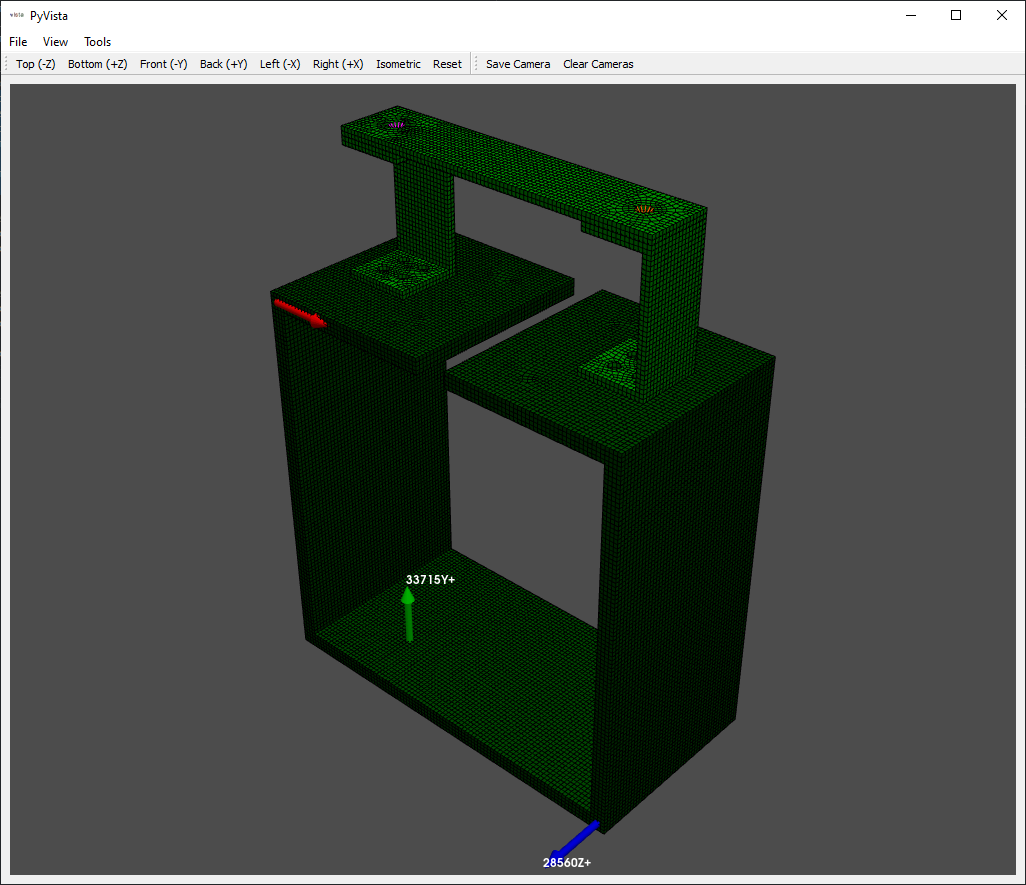 PyVista
File View Tools
Top (-Z) Bottom (+Z) Front (-Y) Back (+Y) Left (-X) Right (+X) Isometric Reset Save Camera Clear Cameras
33715Y+
28560Z+